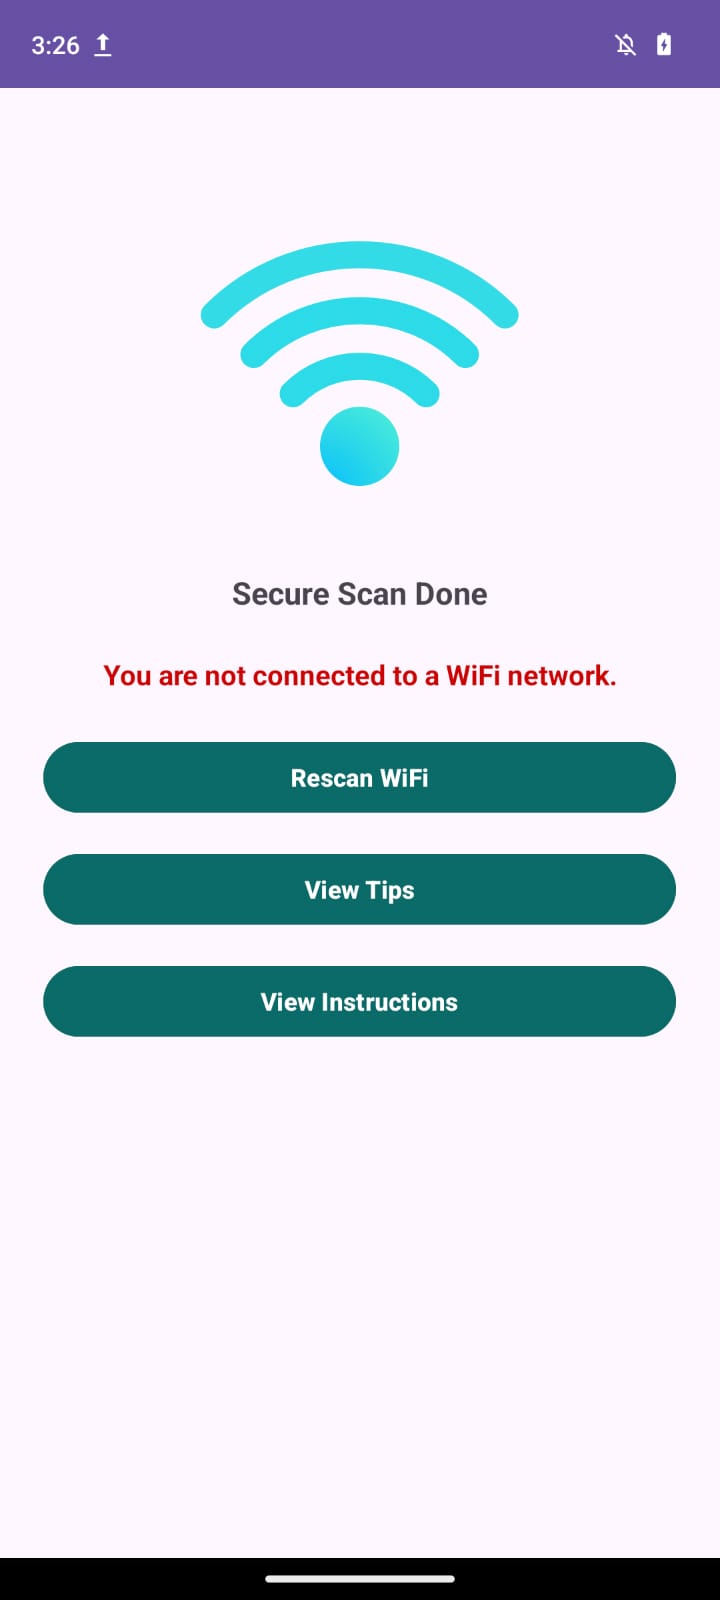 3:26
Secure Scan Done
You are not connected to a WiFi network.
Rescan WiFi
View Tips
View Instructions